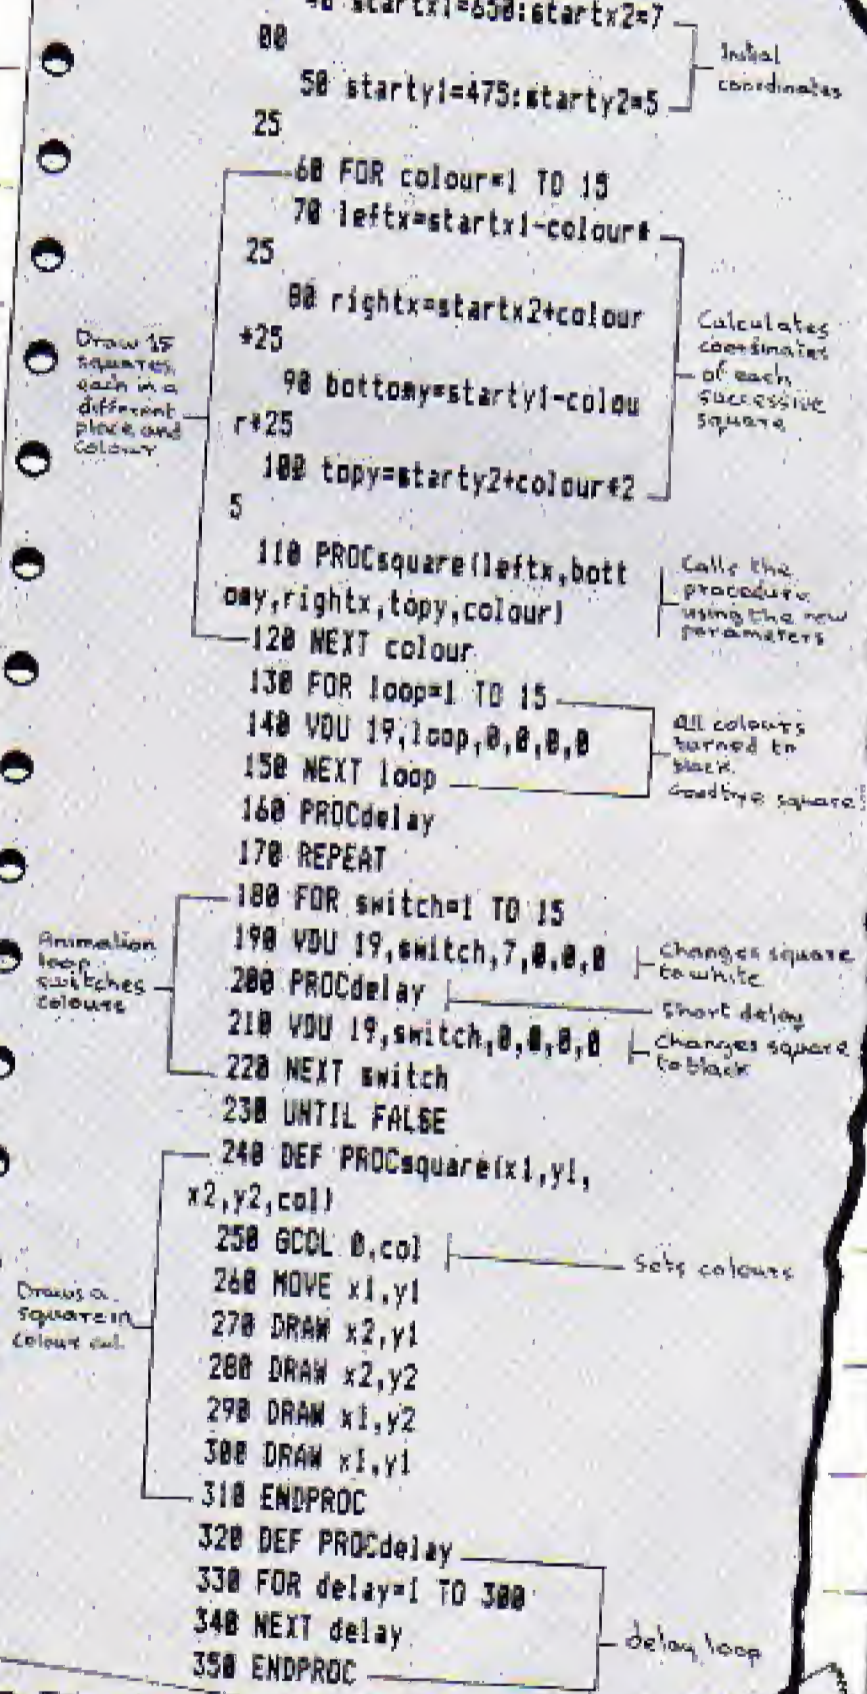 40 startx1=650:startx2=7
00
50 starty1=475:starty2=5
25
Initial
coordinates
60 FOR colour=1 TO 15
70 leftx=startx1-colour*
25
80 rightx=startx2+colour
*25
90 bottomy=starty1-colou
r*25
100 topy=starty2+colour*2
5
Draw 15
squares,
each in a
different
place and
colour
Calculates
coordinates
of each
successive
square
110 PROCsquare(leftx,bott
omy,rightx,topy,colour)
Calls the
procedure
using the new
parameters
120 NEXT colour
130 FOR loop=1 TO 15
140 VDU 19,loop,0,0,0,0
150 NEXT loop
All colours
turned to
black.
Goodbye square
160 PROCdelay
170 REPEAT
180 FOR switch=1 TO 15
190 VDU 19,switch,7,0,0,0
Changes square
to white
200 PROCdelay
Short delay
210 VDU 19,switch,0,0,0,0
Changes square
to black
220 NEXT switch
Animation
loop
switches
colours
230 UNTIL FALSE
240 DEF PROCsquare(x1,y1,
x2,y2,col)
250 GCOL 0,col
Sets colours
260 MOVE x1,y1
270 DRAW x2,y1
280 DRAW x2,y2
290 DRAW x1,y2
300 DRAW x1,y1
310 ENDPROC
Draws a
square in
colour col.
320 DEF PROCdelay
330 FOR delay=1 TO 300
340 NEXT delay
350 ENDPROC
delay loop